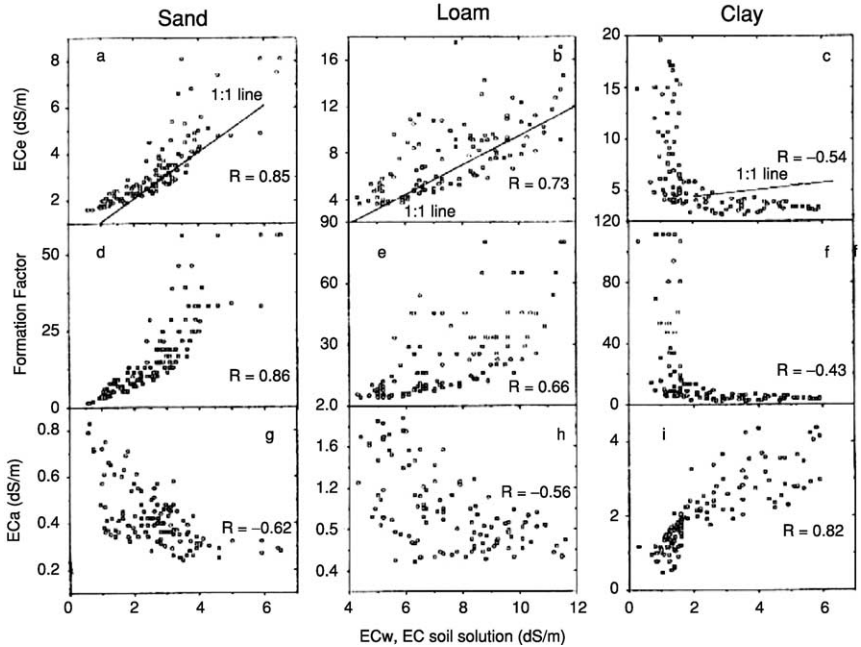 Sand Loam Clay
ECe (dS/m)
8
6
4
2
a
1:1 line
R = 0.85
16
12
8
4
90
b
R = 0.73
1:1 line
20
15
10
5
120
c
R = −0.54
1:1 line
Formation Factor
50
25
0
d
R = 0.86
60
30
2.0
e
R = 0.66
80
40
0
f
f
R = −0.43
ECa (dS/m)
0.8
0.6
0.4
0.2
g
R = −0.62
1.6
1.2
0.5
0.4
h
R = −0.56
4
2
0
i
R = 0.82
0 2 4 6
4 6 8 10 12
0 2 4 6
ECw, EC soil solution (dS/m)